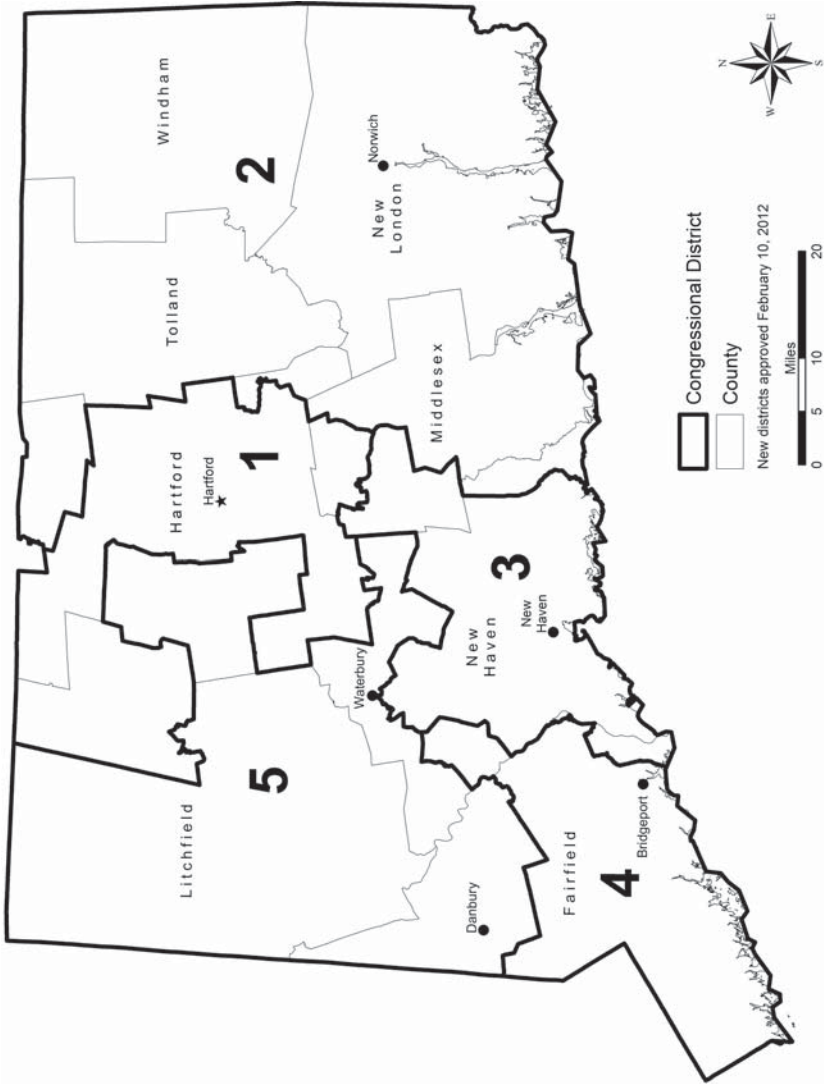 Litchfield
5
Hartford
Hartford
1
Tolland
Windham
2
Waterbury
Middlesex
New
London
Norwich
Danbury
New
Haven
3
New
Haven
Fairfield
4
Bridgeport
Congressional District
County
New districts approved February 10, 2012
Miles
0 5 10 20
N
W E
S